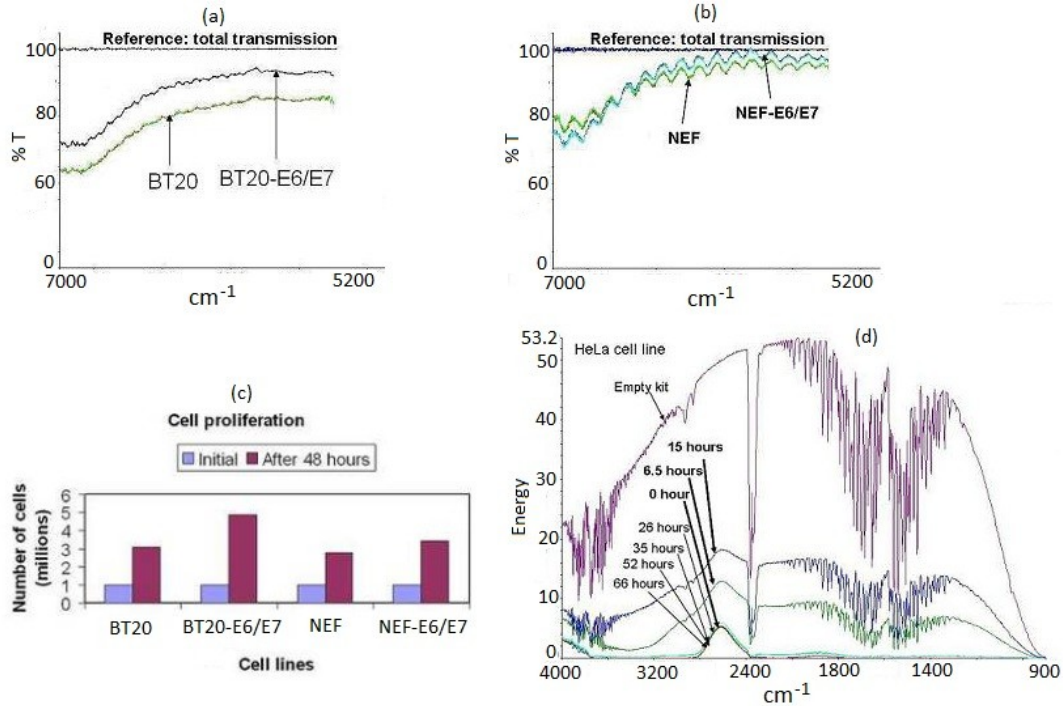 (a)
Reference: total transmission
100
80
60
0
% T
BT20
BT20-E6/E7
7000
5200
cm-1
(b)
Reference: total transmission
100
80
60
0
% T
NEF
NEF-E6/E7
7000
5200
cm-1
(c)
Cell proliferation
Initial
After 48 hours
Number of cells
(millions)
6
5
4
3
2
1
0
BT20
BT20-E6/E7
NEF
NEF-E6/E7
Cell lines
(d)
HeLa cell line
Empty kit
15 hours
6.5 hours
0 hour
26 hours
35 hours
52 hours
66 hours
Energy
53.2
50
40
30
20
10
0
4000
3200
2400
1800
1400
900
cm-1